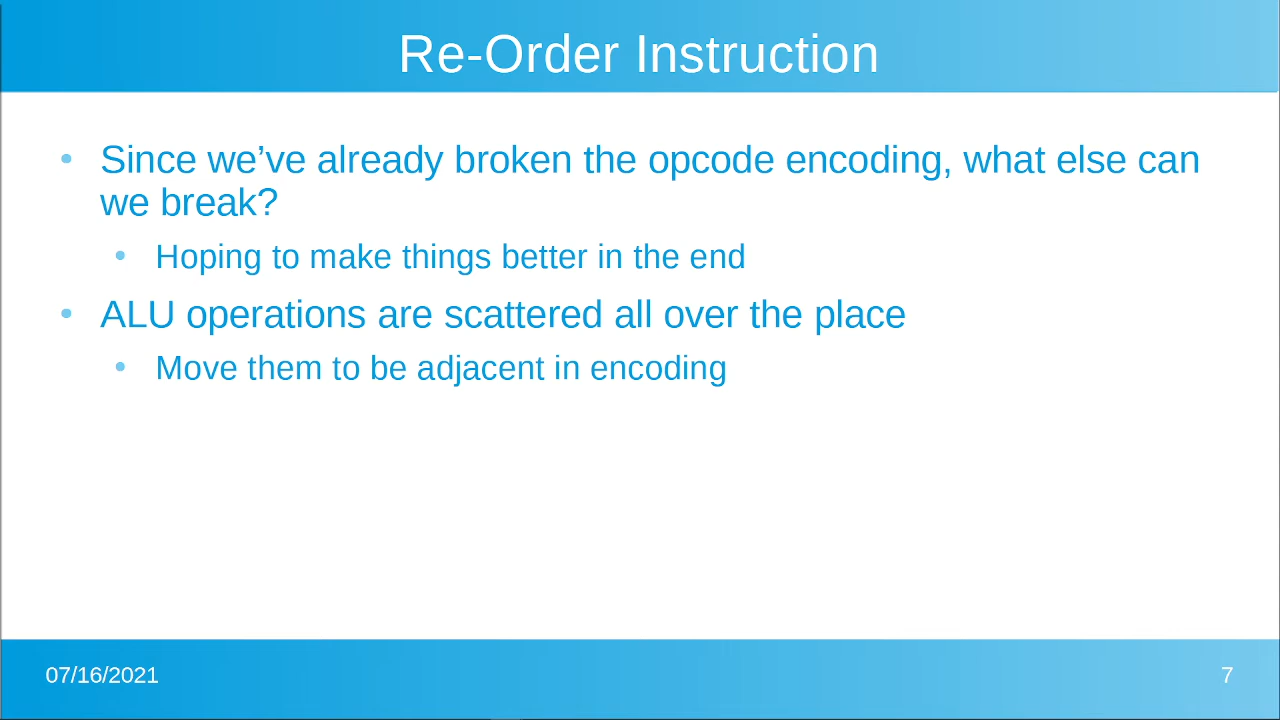 Re-Order Instruction
• Since we’ve already broken the opcode encoding, what else can
we break?
• Hoping to make things better in the end
• ALU operations are scattered all over the place
• Move them to be adjacent in encoding
07/16/2021
7